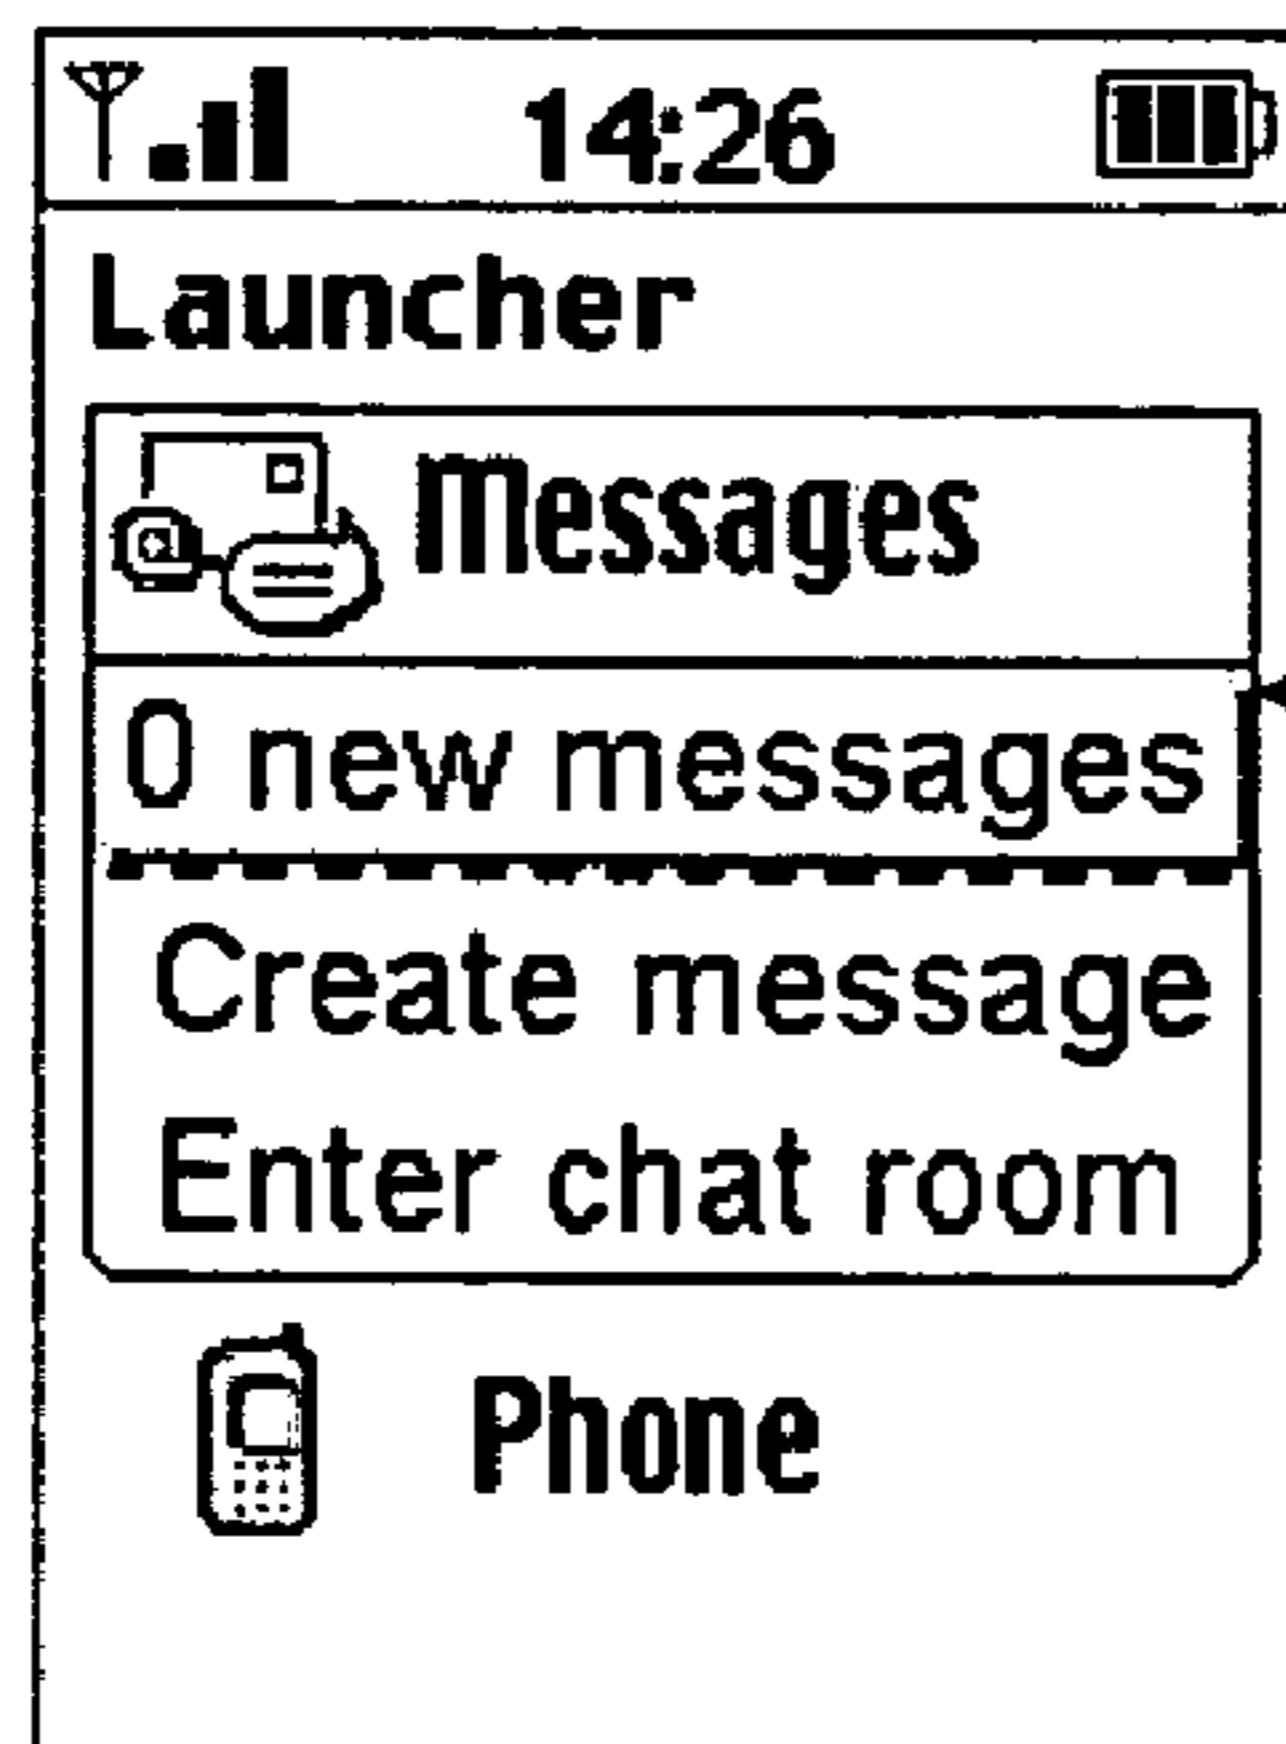 14:26
Launcher
Messages
0 new messages
Create message
Enter chat room
Phone